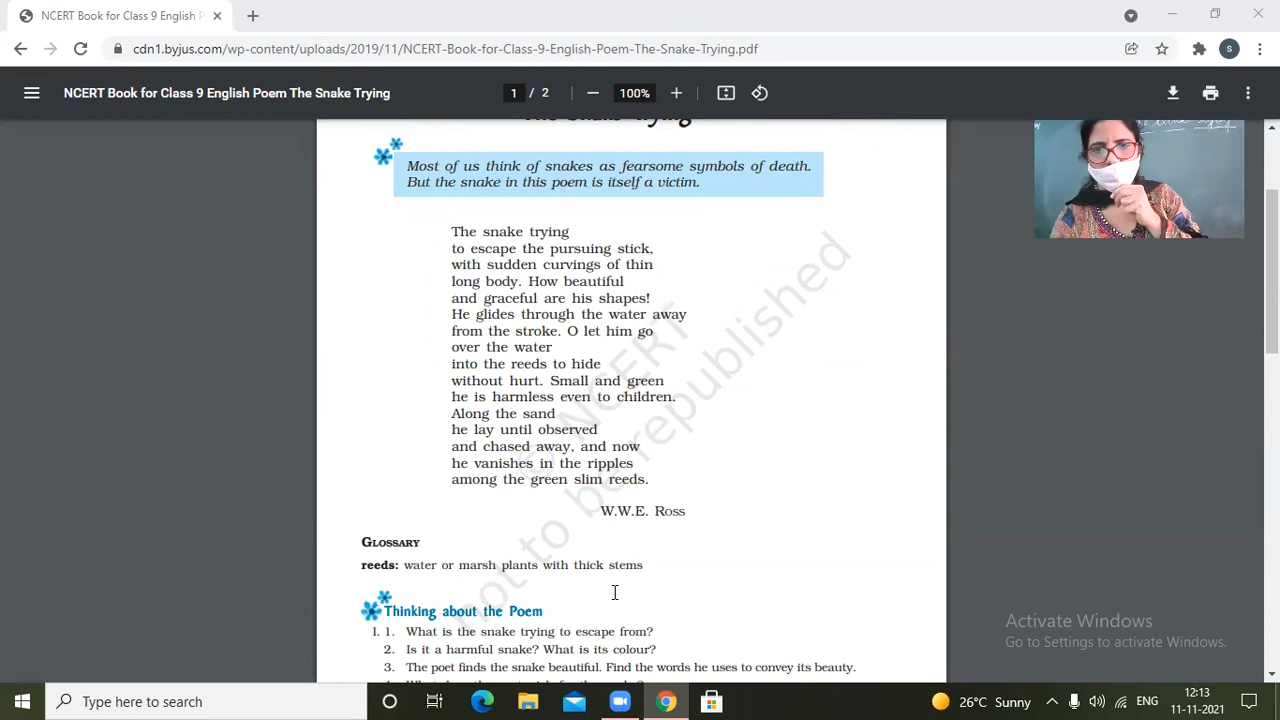 NCERT Book for Class 9 English P
cdn1.byjus.com/wp-content/uploads/2019/11/NCERT-Book-for-Class-9-English-Poem-The-Snake-Trying.pdf
S
NCERT Book for Class 9 English Poem The Snake Trying
1 / 2
100%
The Snake Trying
Most of us think of snakes as fearsome symbols of death.
But the snake in this poem is itself a victim.
The snake trying
to escape the pursuing stick,
with sudden curvings of thin
long body. How beautiful
and graceful are his shapes!
He glides through the water away
from the stroke. O let him go
over the water
into the reeds to hide
without hurt. Small and green
he is harmless even to children.
Along the sand
he lay until observed
and chased away, and now
he vanishes in the ripples
among the green slim reeds.
W.W.E. Ross
© NCERT
not to be republished
GLOSSARY
reeds: water or marsh plants with thick stems
Thinking about the Poem
I. 1. What is the snake trying to escape from?
2. Is it a harmful snake? What is its colour?
3. The poet finds the snake beautiful. Find the words he uses to convey its beauty.
Activate Windows
Go to Settings to activate Windows.
Type here to search
26°C Sunny
ENG
12:13
11-11-2021